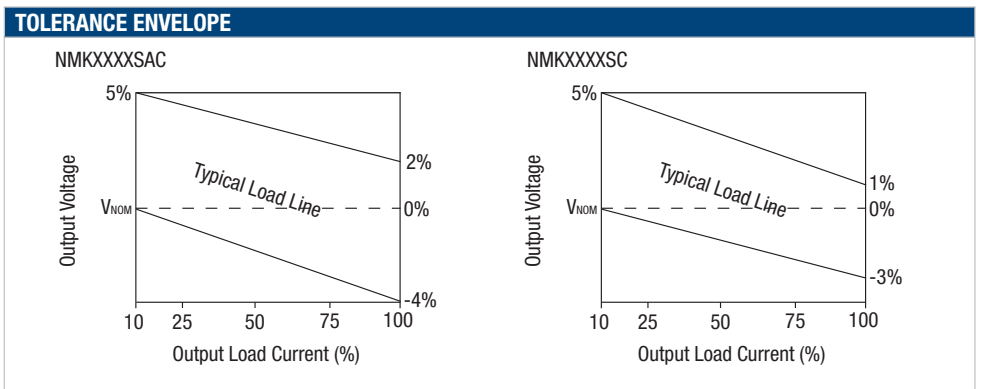 TOLERANCE ENVELOPE
NMKXXXXSAC
5%
2%
Typical Load Line
VNOM
0%
-4%
Output Voltage
10 25 50 75 100
Output Load Current (%)
NMKXXXXSC
5%
1%
Typical Load Line
VNOM
0%
-3%
Output Voltage
10 25 50 75 100
Output Load Current (%)